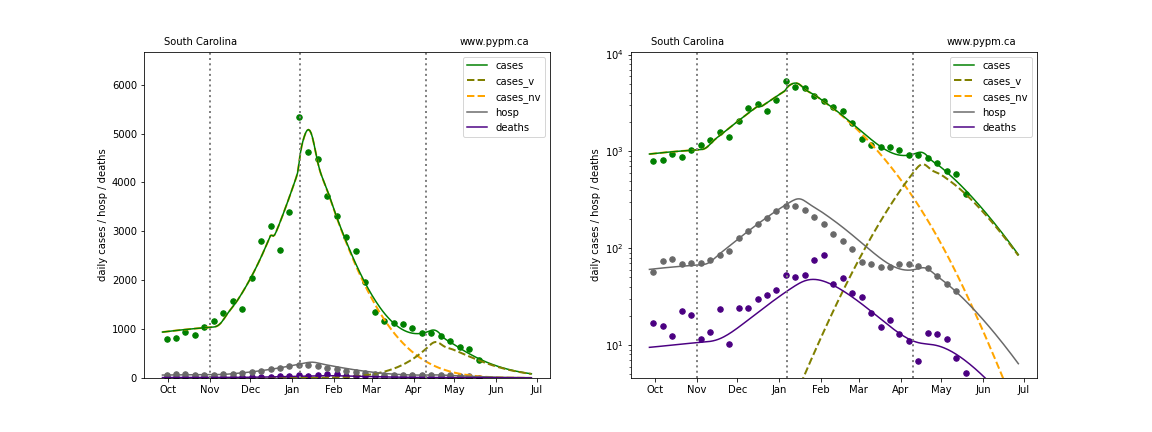 South Carolina
www.pypm.ca
cases
cases_v
cases_nv
hosp
deaths
daily cases / hosp / deaths
6000
5000
4000
3000
2000
1000
0
Oct Nov Dec Jan Feb Mar Apr May Jun Jul
South Carolina
www.pypm.ca
cases
cases_v
cases_nv
hosp
deaths
daily cases / hosp / deaths
10⁴
10³
10²
10¹
Oct Nov Dec Jan Feb Mar Apr May Jun Jul